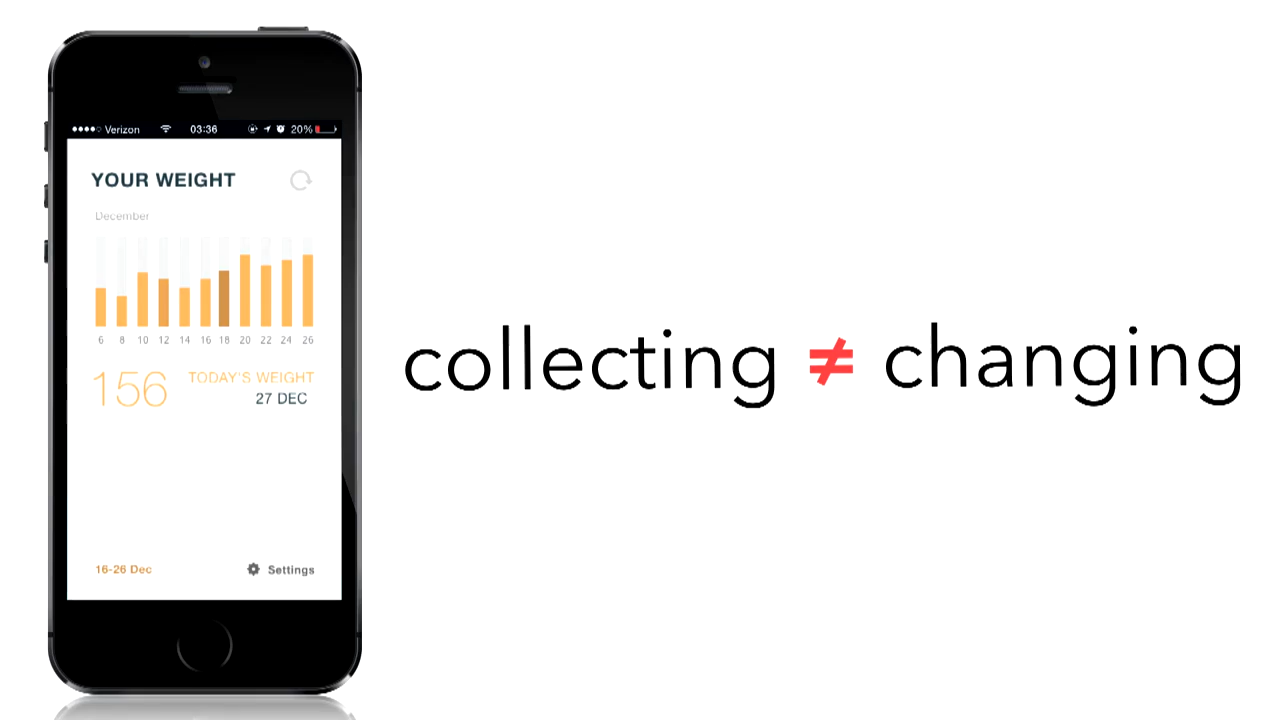 Verizon 03:36 20%
YOUR WEIGHT
December
6 8 10 12 14 16 18 20 22 24 26
156 TODAY'S WEIGHT
27 DEC
16-26 Dec Settings
collecting ≠ changing